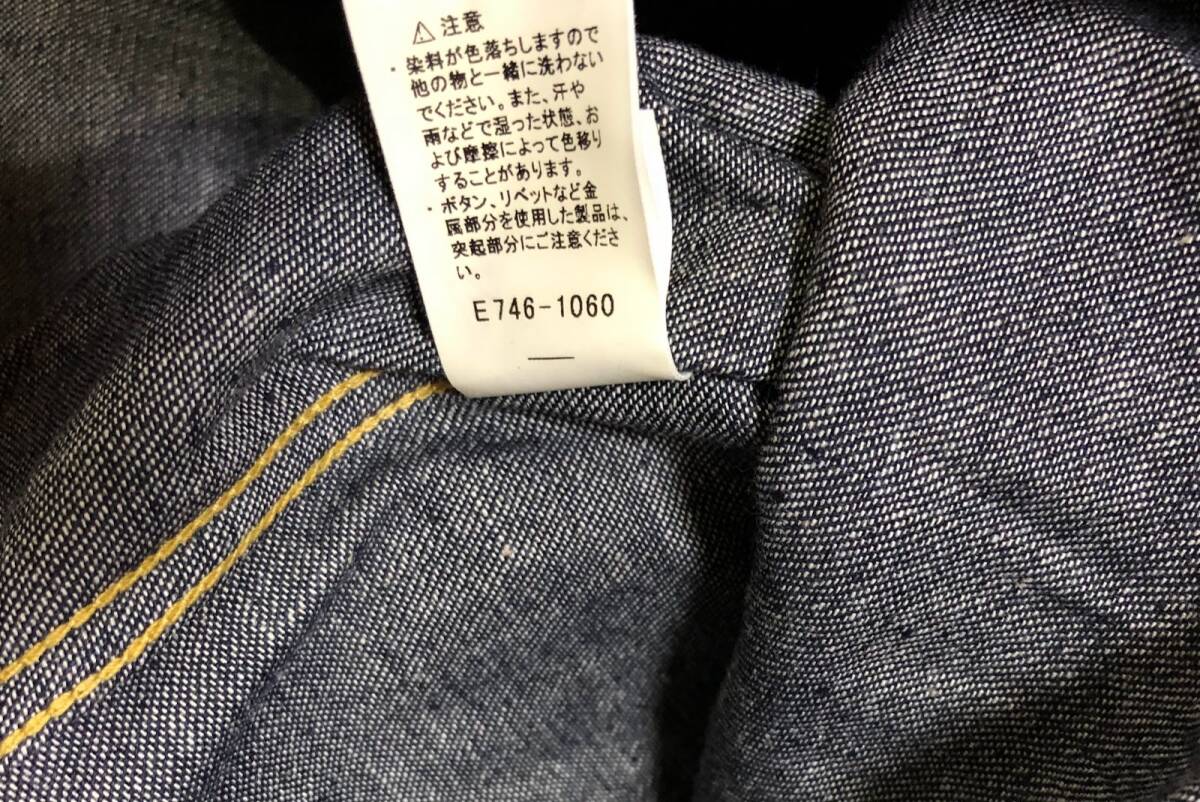 ⚠ 注意
・染料が色落ちしますので
他の物と一緒に洗わない
でください。また、汗や
雨などで湿った状態、お
よび摩擦によって色移り
することがあります。
・ボタン、リベットなど金
属部分を使用した製品は、
突起部分にご注意くださ
い。
E746-1060